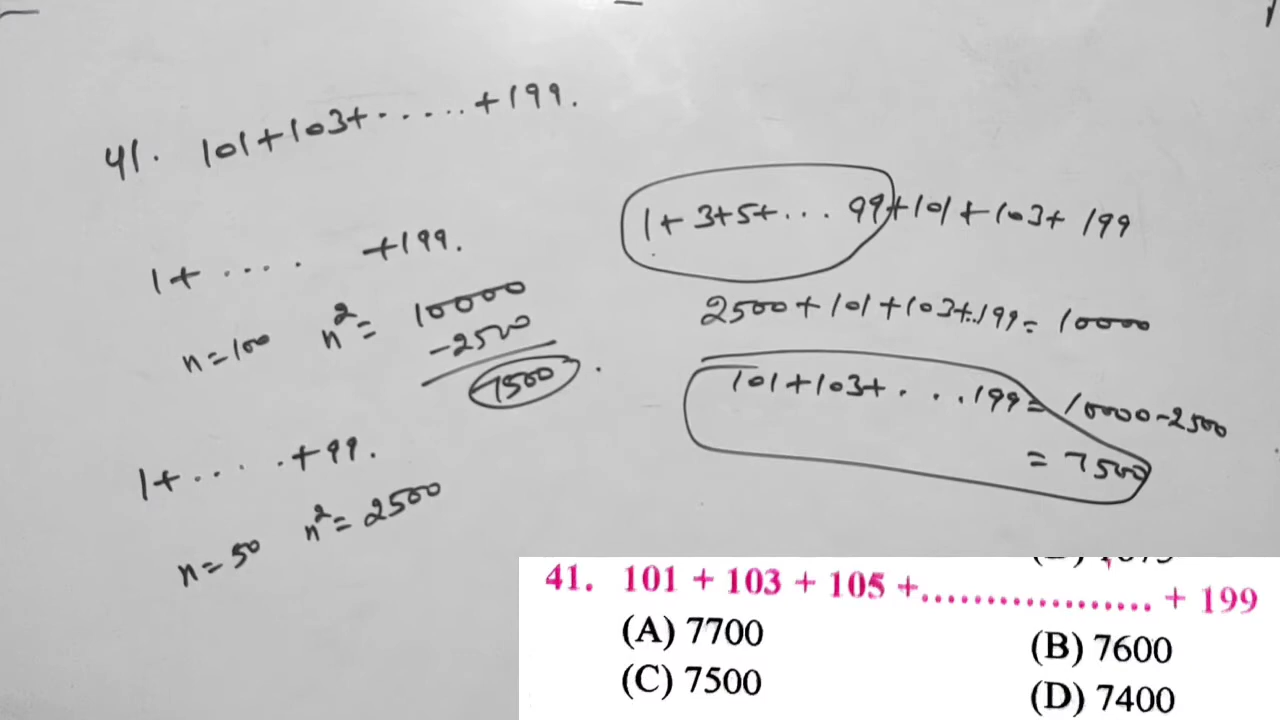 41. 101+103+.....+199.
1+.... +199.
n=100 n²= 10000
-2500
7500.
1+.....+99.
n=50 n²=2500
1+3+5+... 99+101+103+ 199
2500+101+103+..199= 10000
101+103+...199= 10000-2500
= 7500
41. 101 + 103 + 105 +.................. + 199
(A) 7700 (B) 7600
(C) 7500 (D) 7400